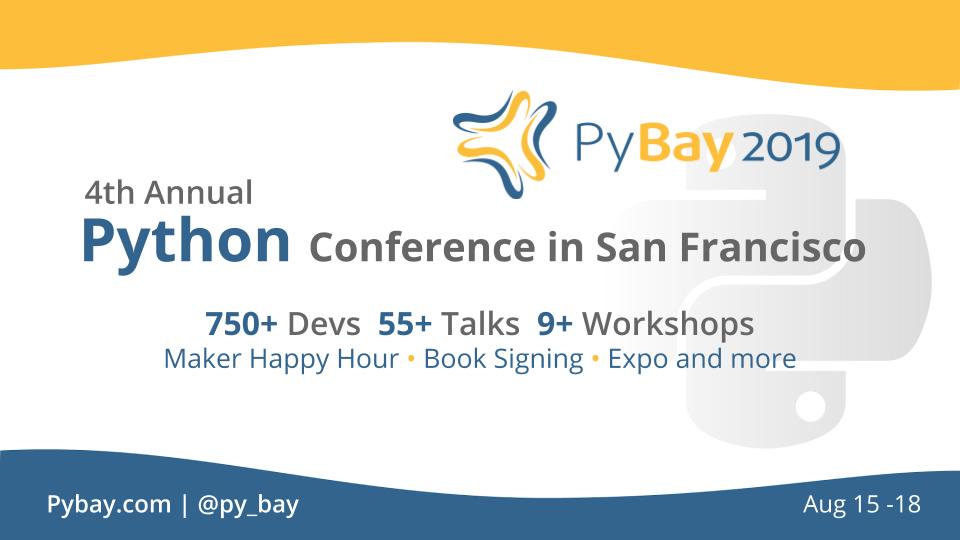 PyBay 2019
4th Annual
Python Conference in San Francisco
750+ Devs 55+ Talks 9+ Workshops
Maker Happy Hour • Book Signing • Expo and more
Pybay.com | @py_bay
Aug 15 -18